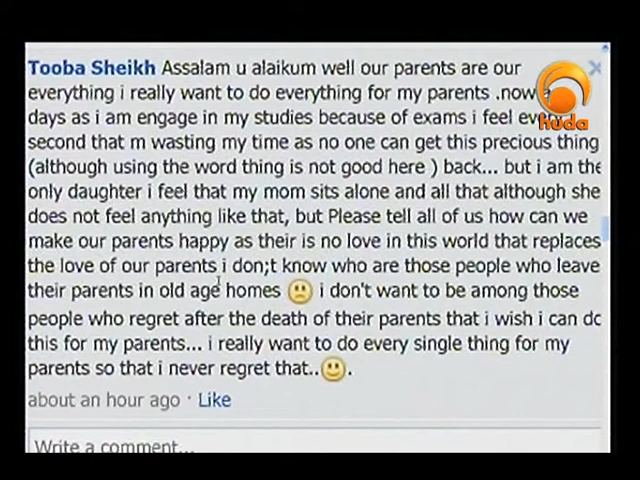 Tooba Sheikh Assalam u alaikum well our parents are our
everything i really want to do everything for my parents .now a
days as i am engage in my studies because of exams i feel every
second that m wasting my time as no one can get this precious thing
(although using the word thing is not good here ) back... but i am the
only daughter i feel that my mom sits alone and all that although she
does not feel anything like that, but Please tell all of us how can we
make our parents happy as their is no love in this world that replaces
the love of our parents i don;t know who are those people who leave
their parents in old age homes i don't want to be among those
people who regret after the death of their parents that i wish i can do
this for my parents... i really want to do every single thing for my
parents so that i never regret that.. .
about an hour ago · Like
Write a comment...
huda